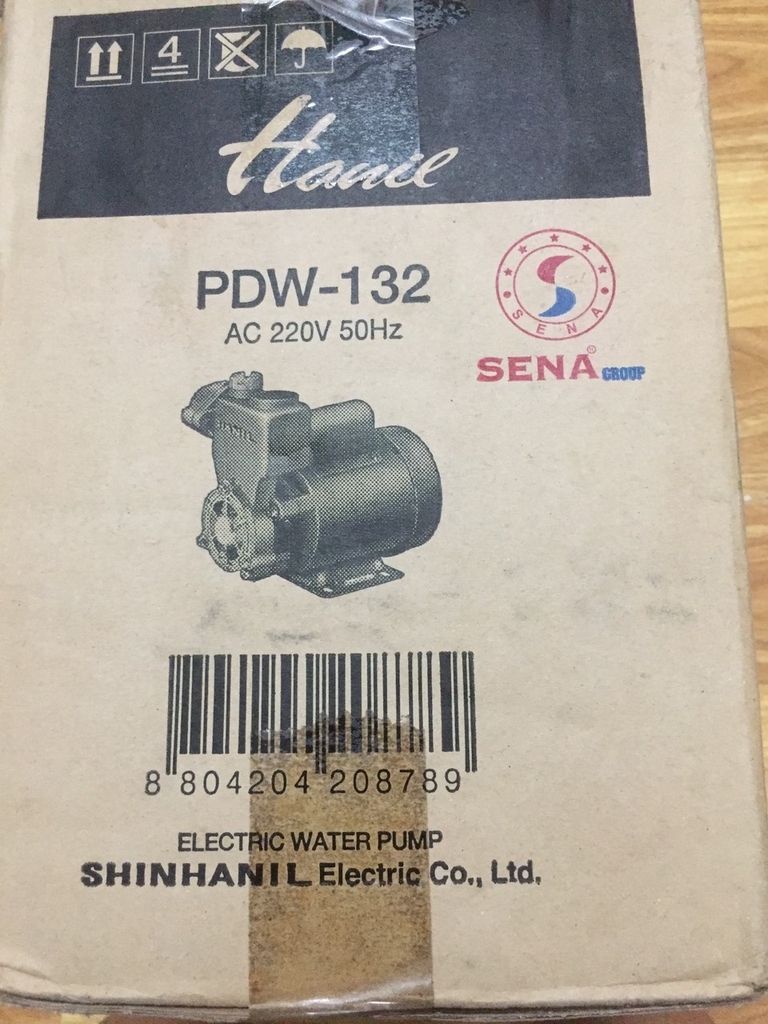 4
Hanil
PDW-132
AC 220V 50Hz
SENA
SENA® GROUP
HANIL
8 804204 208789
ELECTRIC WATER PUMP
SHINHANIL Electric Co., Ltd.